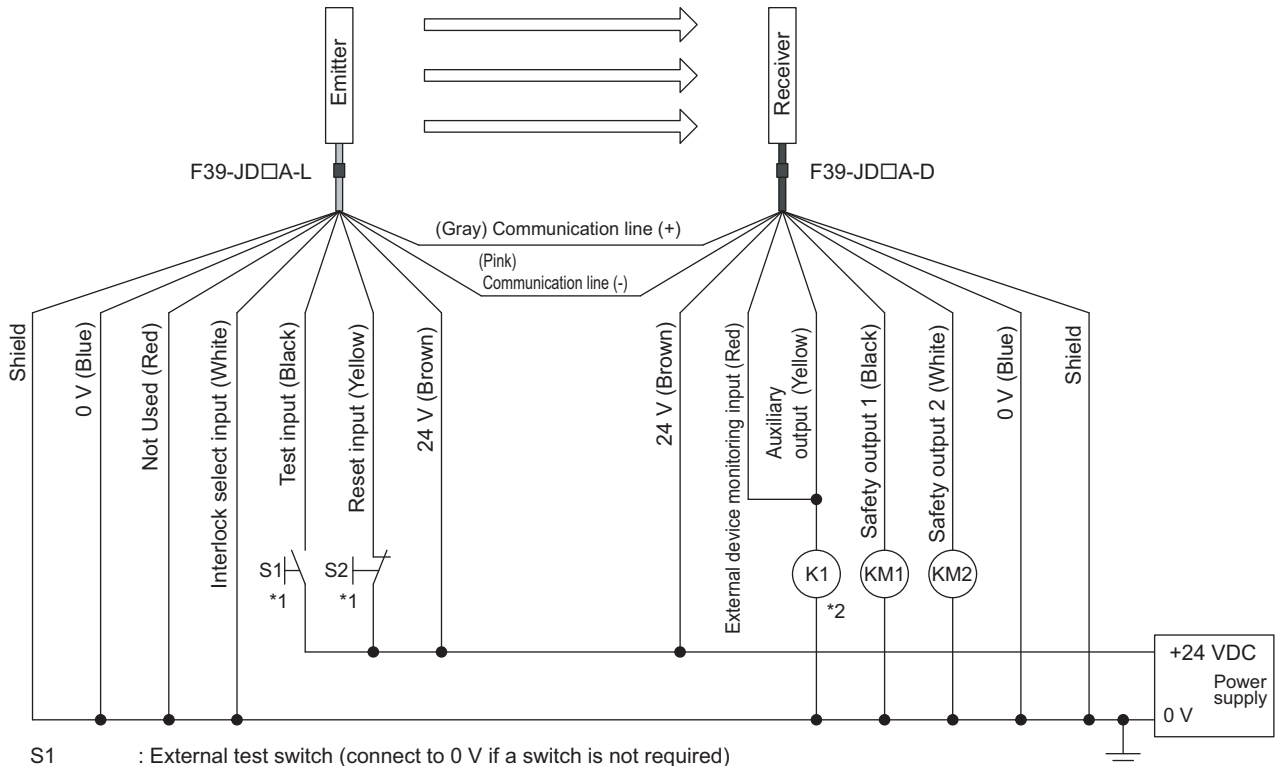 Emitter
Receiver
F39-JD□A-L
F39-JD□A-D
(Gray) Communication line (+)
(Pink)
Communication line (-)
Shield
0 V (Blue)
Not Used (Red)
Interlock select input (White)
Test input (Black)
Reset input (Yellow)
24 V (Brown)
24 V (Brown)
External device monitoring input (Red)
Auxiliary
output (Yellow)
Safety output 1 (Black)
Safety output 2 (White)
0 V (Blue)
Shield
S1
*1
S2
*1
K1
*2
KM1
KM2
+24 VDC
Power
supply
0 V
S1 : External test switch (connect to 0 V if a switch is not required)